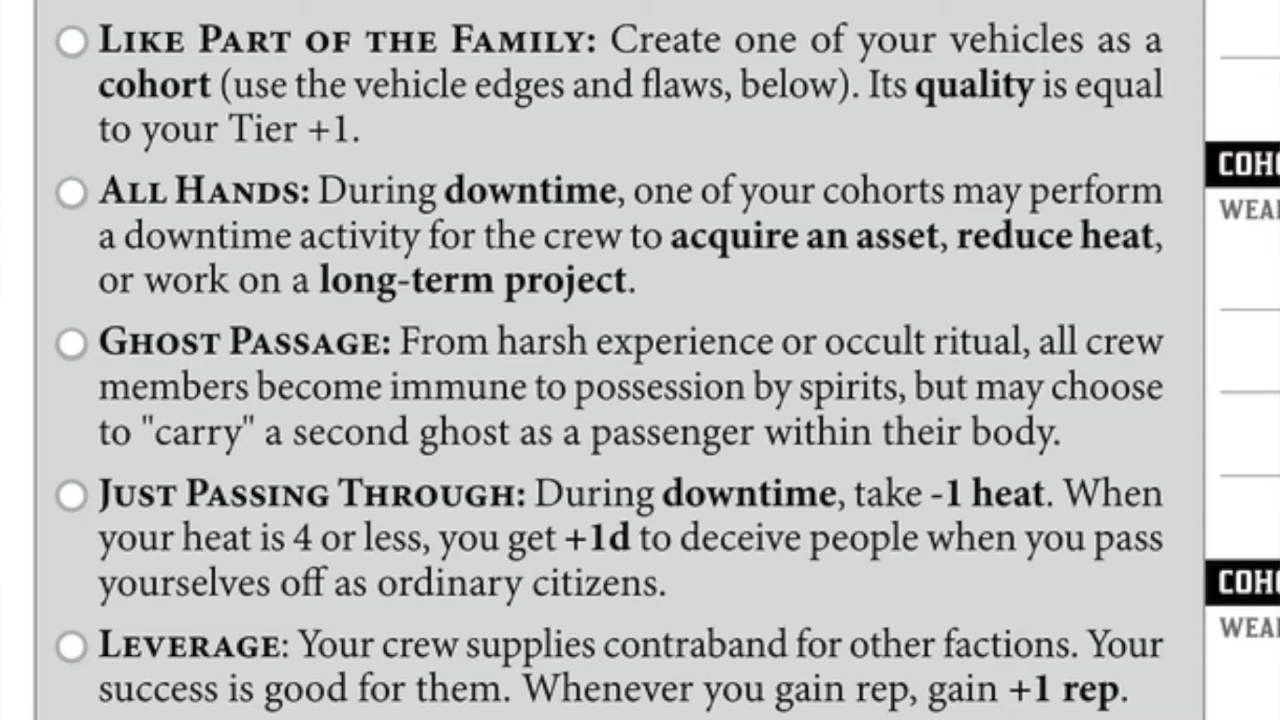 LIKE PART OF THE FAMILY: Create one of your vehicles as a
cohort (use the vehicle edges and flaws, below). Its quality is equal
to your Tier +1.
ALL HANDS: During downtime, one of your cohorts may perform
a downtime activity for the crew to acquire an asset, reduce heat,
or work on a long-term project.
GHOST PASSAGE: From harsh experience or occult ritual, all crew
members become immune to possession by spirits, but may choose
to "carry" a second ghost as a passenger within their body.
JUST PASSING THROUGH: During downtime, take -1 heat. When
your heat is 4 or less, you get +1d to deceive people when you pass
yourselves off as ordinary citizens.
LEVERAGE: Your crew supplies contraband for other factions. Your
success is good for them. Whenever you gain rep, gain +1 rep.